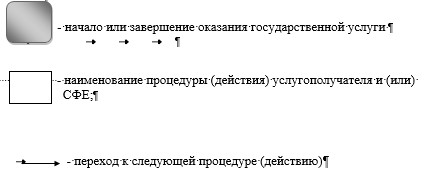 - начало или завершение оказания государственной услуги¶
→ → → ¶
- наименование процедуры (действия) услугополучателя и (или)
СФЕ;¶
- переход к следующей процедуре (действию)¶